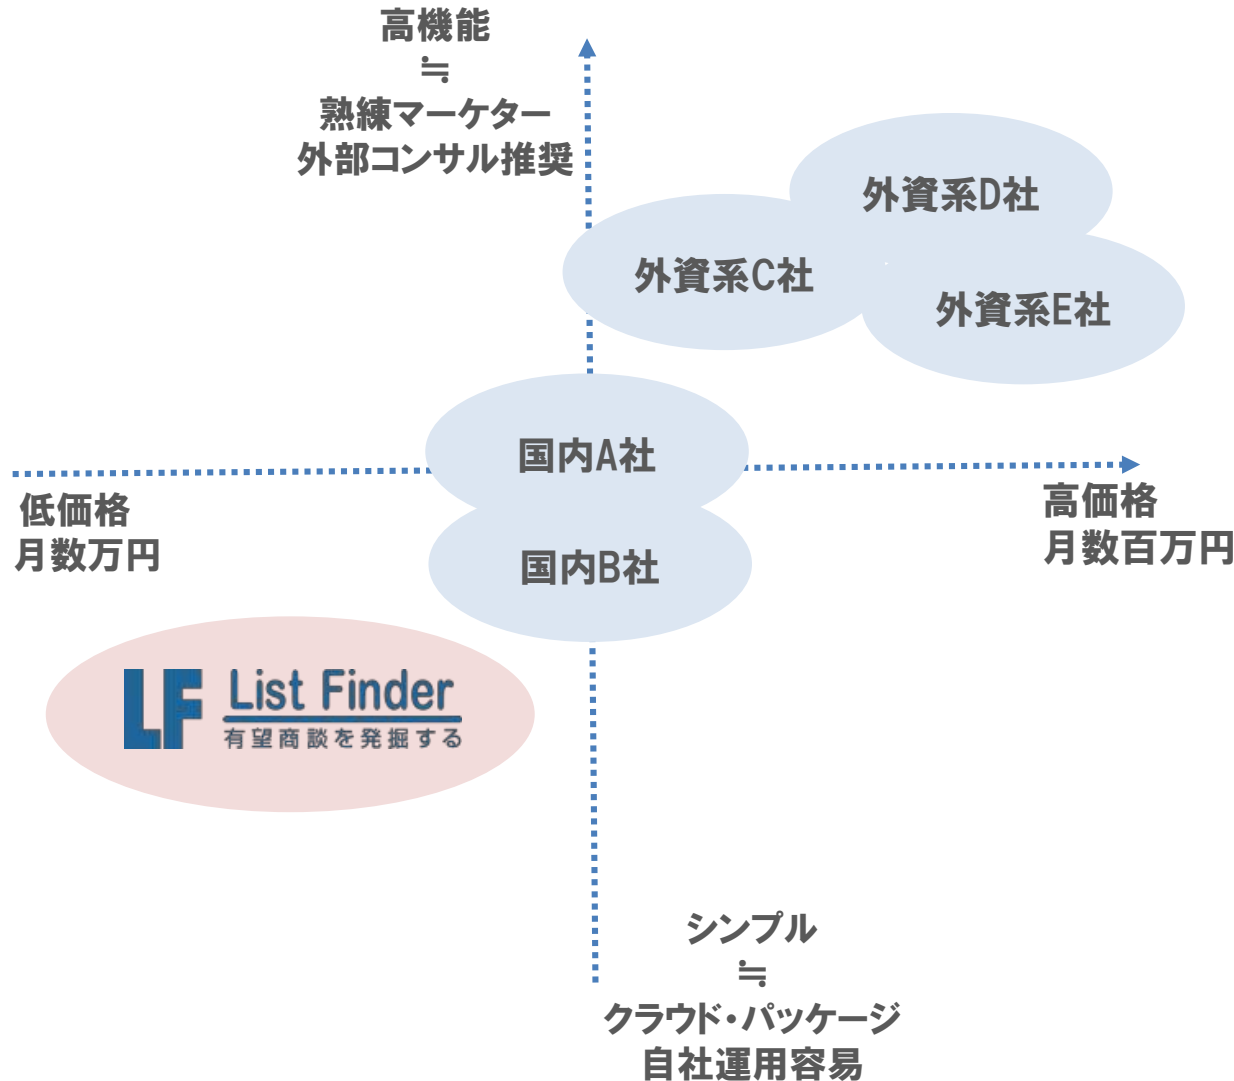 高機能
≒
熟練マーケター
外部コンサル推奨
外資系D社
外資系C社
外資系E社
国内A社
低価格
月数万円
高価格
月数百万円
国内B社
LF List Finder
有望商談を発掘する
シンプル
≒
クラウド・パッケージ
自社運用容易